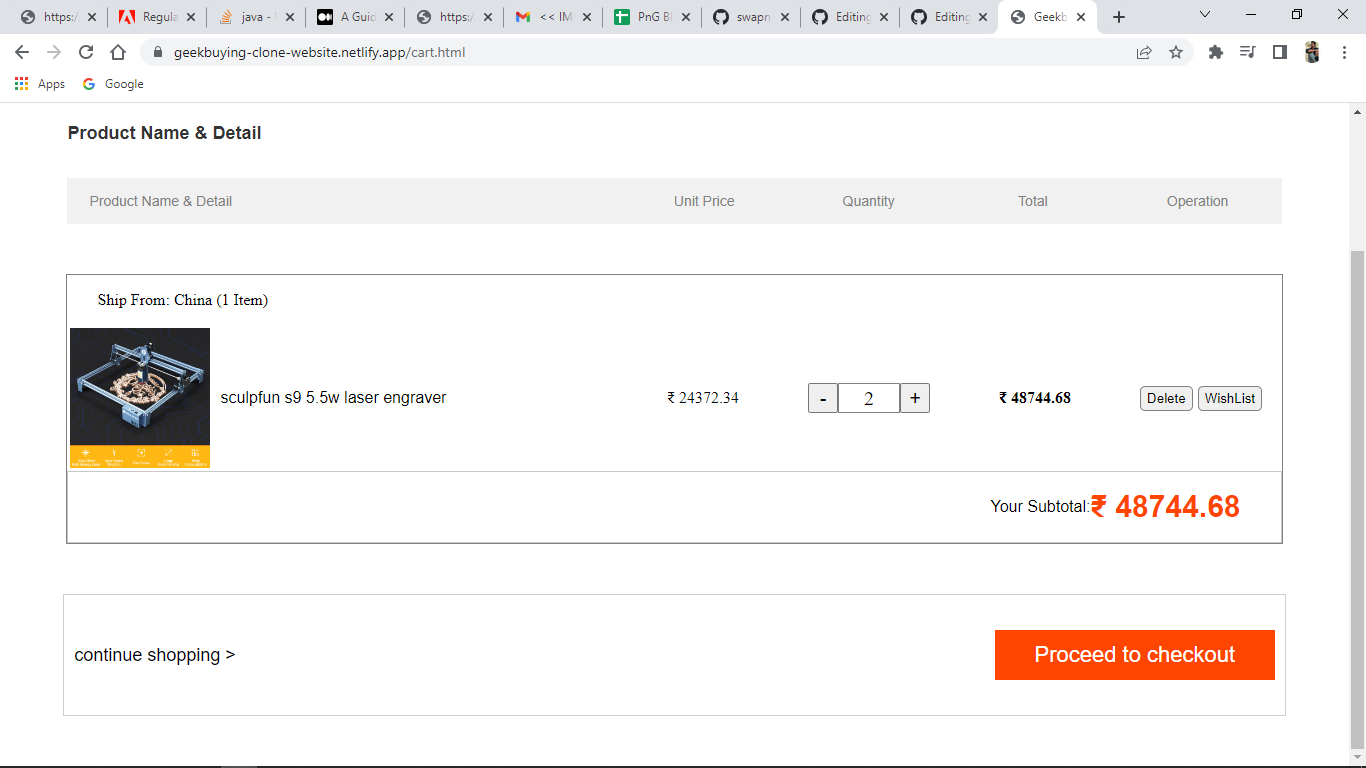 https:/ Regula java - A Guid https:/ << IM PnG Bl swapn Editing Editing Geekb
geekbuying-clone-website.netlify.app/cart.html
Apps Google
Product Name & Detail
Product Name & Detail Unit Price Quantity Total Operation
Ship From: China (1 Item)
sculpfun s9 5.5w laser engraver ₹ 24372.34 - 2 + ₹ 48744.68 Delete WishList
Your Subtotal:₹ 48744.68
continue shopping > Proceed to checkout